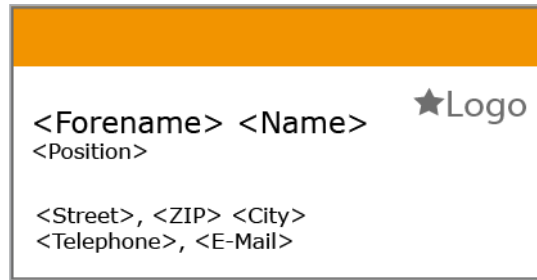 ★Logo
<Forename> <Name>
<Position>
<Street>, <ZIP> <City>
<Telephone>, <E-Mail>